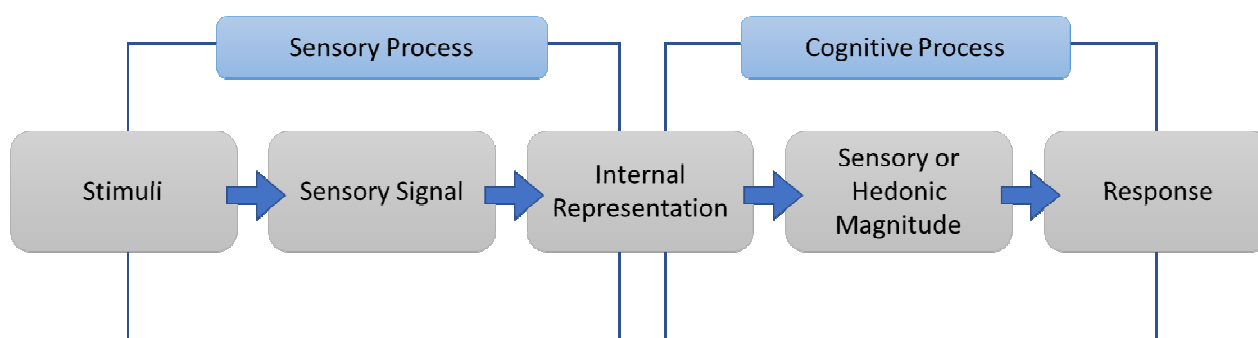 Sensory Process
Cognitive Process
Stimuli
Sensory Signal
Internal
Representation
Sensory or
Hedonic
Magnitude
Response